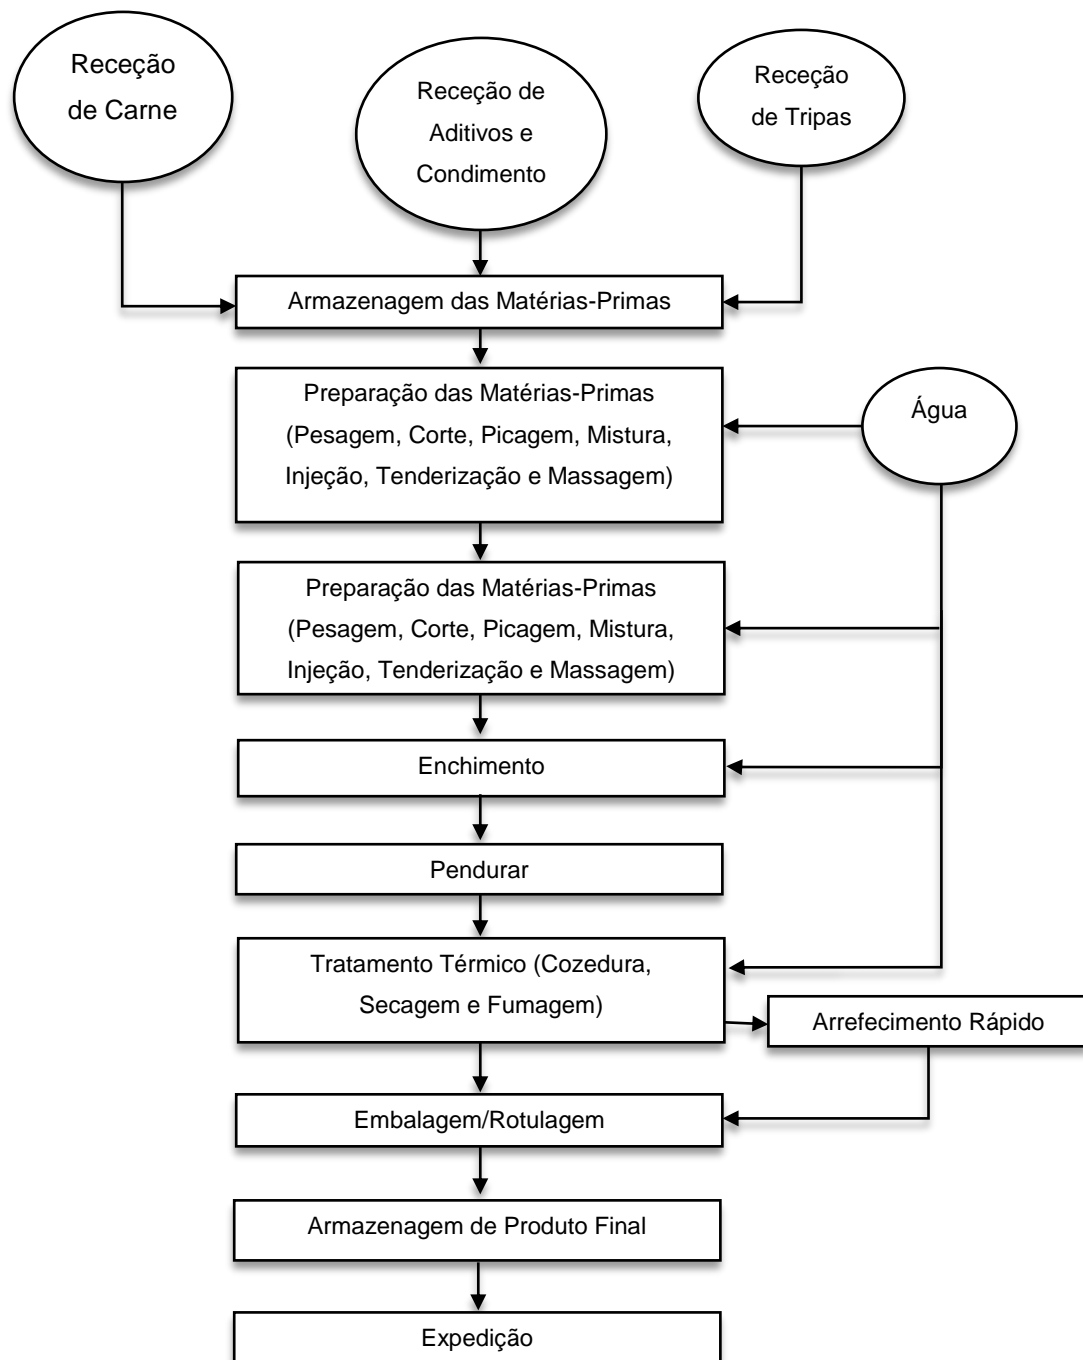 Receção
de Carne
Receção de
Aditivos e
Condimento
Receção
de Tripas
Armazenagem das Matérias-Primas
Preparação das Matérias-Primas
(Pesagem, Corte, Picagem, Mistura,
Injeção, Tenderização e Massagem)
Água
Preparação das Matérias-Primas
(Pesagem, Corte, Picagem, Mistura,
Injeção, Tenderização e Massagem)
Enchimento
Pendurar
Tratamento Térmico (Cozedura,
Secagem e Fumagem)
Arrefecimento Rápido
Embalagem/Rotulagem
Armazenagem de Produto Final
Expedição